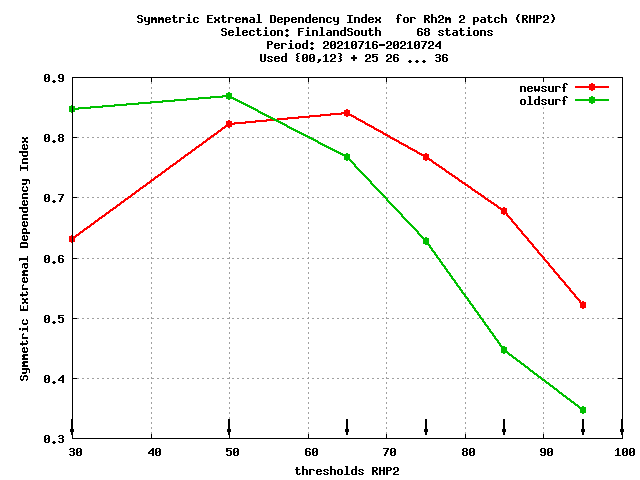 Symmetric Extremal Dependency Index  for Rh2m 2 patch (RHP2)
Selection: FinlandSouth     68 stations
Period: 20210716-20210724
Used {00,12} + 25 26 ... 36
newsurf
oldsurf
Symmetric Extremal Dependency Index
0.9
0.8
0.7
0.6
0.5
0.4
0.3
30 40 50 60 70 80 90 100
thresholds RHP2